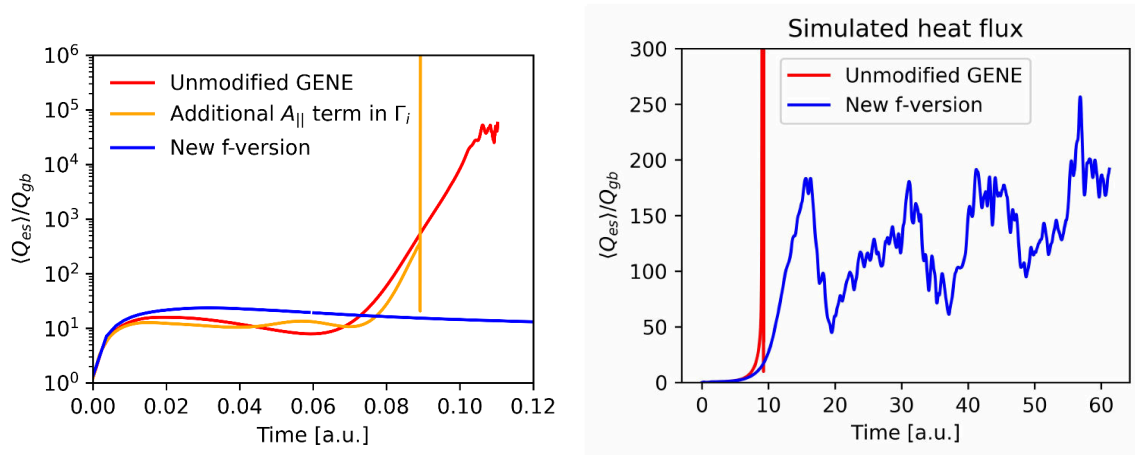 10⁶
10⁵
10⁴
10³
10²
10¹
10⁰
⟨Q_es⟩/Q_gb
Unmodified GENE
Additional A_|| term in Γ_i
New f-version
0.00 0.02 0.04 0.06 0.08 0.10 0.12
Time [a.u.]
Simulated heat flux
300
250
200
150
100
50
0
⟨Q_es⟩/Q_gb
Unmodified GENE
New f-version
0 10 20 30 40 50 60
Time [a.u.]